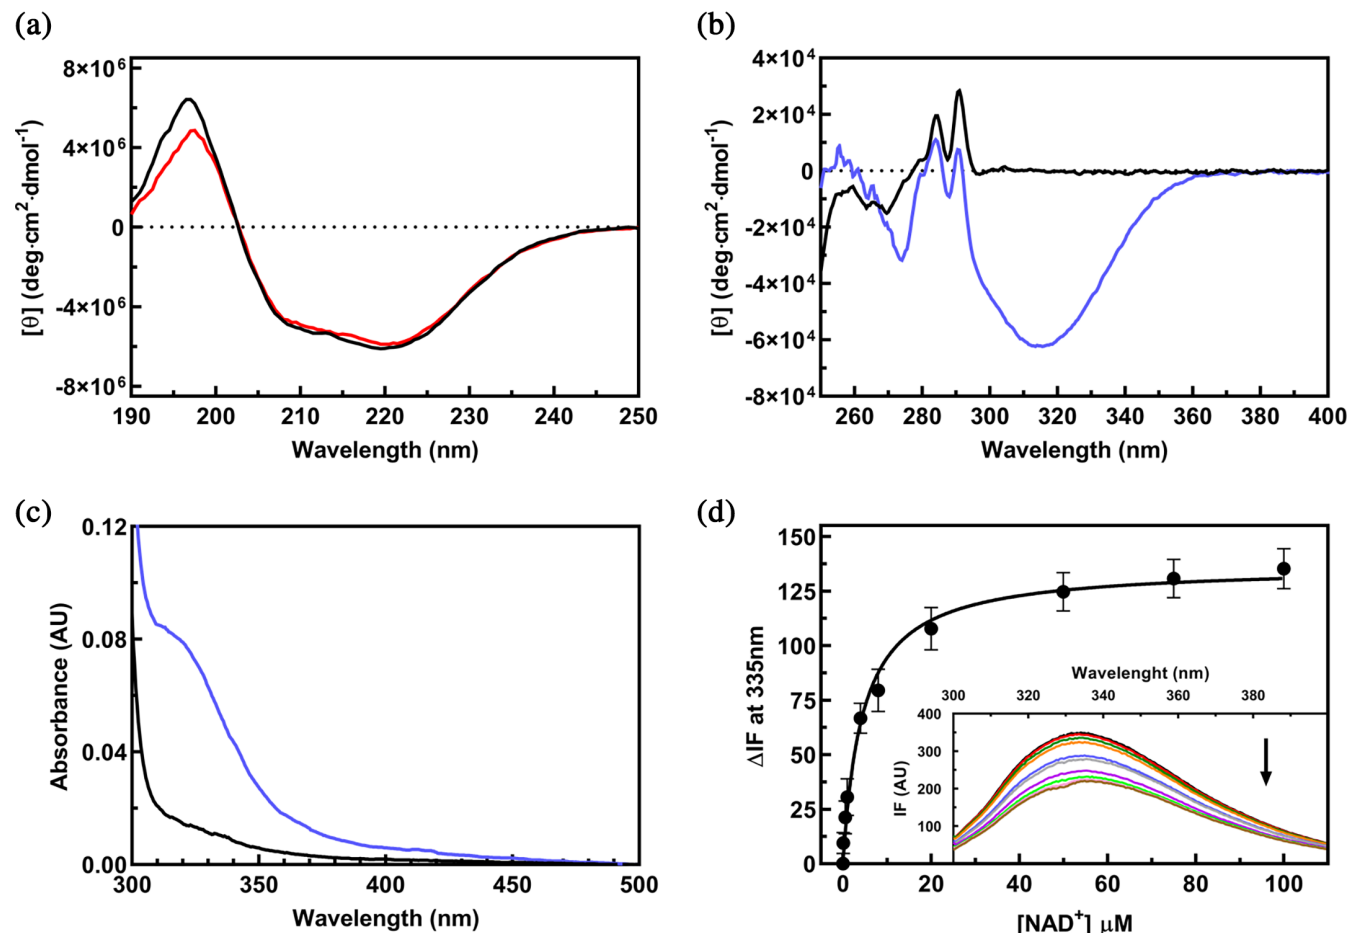 (a)
8×10⁶
4×10⁶
0
-4×10⁶
-8×10⁶
[θ] (deg·cm²·dmol⁻¹)
190 200 210 220 230 240 250
Wavelength (nm)
(b)
4×10⁴
2×10⁴
0
-2×10⁴
-4×10⁴
-6×10⁴
-8×10⁴
[θ] (deg·cm²·dmol⁻¹)
260 280 300 320 340 360 380 400
Wavelength (nm)
(c)
0.12
0.08
0.04
0.00
Absorbance (AU)
300 350 400 450 500
Wavelength (nm)
(d)
150
125
100
75
50
25
0
ΔIF at 335nm
Wavelenght (nm)
300 320 340 360 380
400
300
200
100
IF (AU)
0 20 40 60 80 100
[NAD⁺] μM